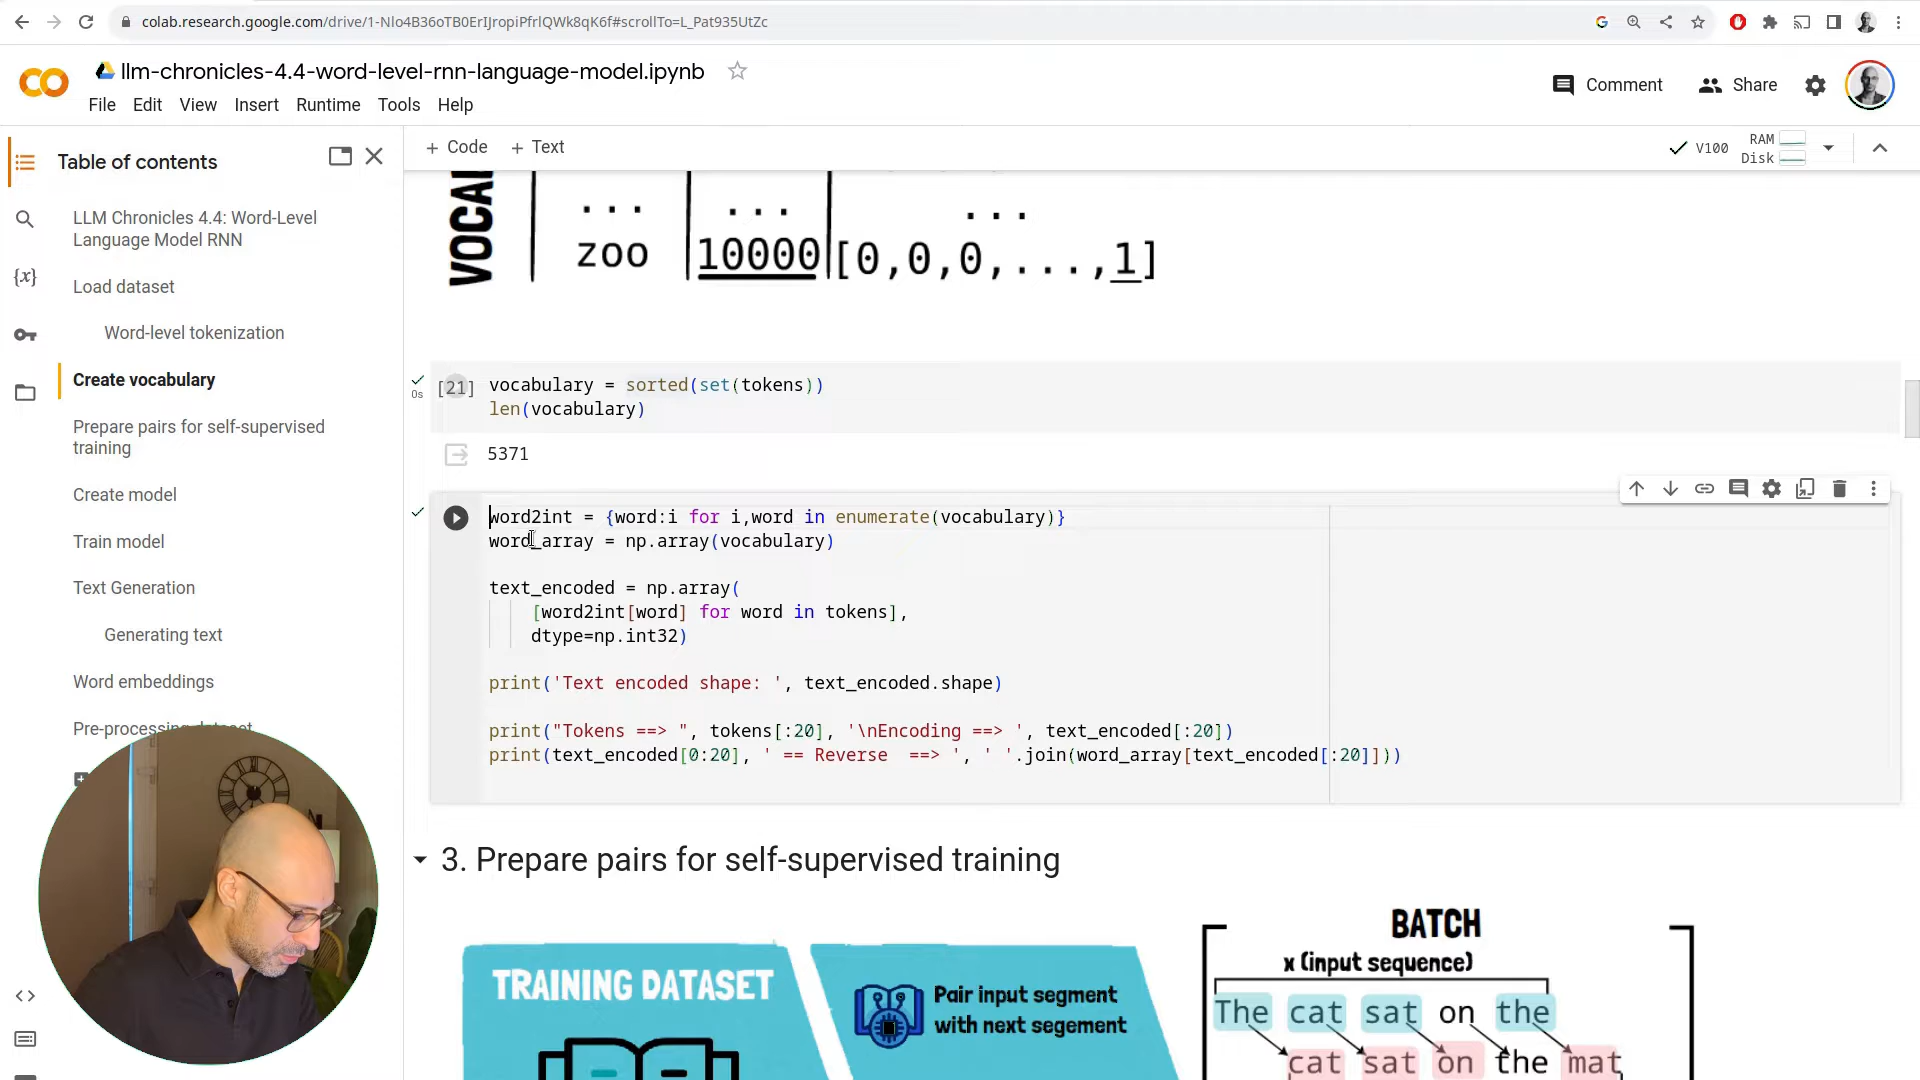 colab.research.google.com/drive/1-Nlo4B36oTB0ErIJropiPfrlQWk8qK6f#scrollTo=L_Pat935UtZc
llm-chronicles-4.4-word-level-rnn-language-model.ipynb
File Edit View Insert Runtime Tools Help
Comment
Share
Table of contents
+ Code + Text
V100
RAM
Disk
LLM Chronicles 4.4: Word-Level
Language Model RNN
Load dataset
Word-level tokenization
Create vocabulary
Prepare pairs for self-supervised
training
Create model
Train model
Text Generation
Generating text
Word embeddings
Pre-processing dataset
... ... ...
zoo 10000 [0,0,0,...,1]
[21] vocabulary = sorted(set(tokens))
len(vocabulary)
0s
5371
word2int = {word:i for i,word in enumerate(vocabulary)}
word_array = np.array(vocabulary)
text_encoded = np.array(
[word2int[word] for word in tokens],
dtype=np.int32)
print('Text encoded shape: ', text_encoded.shape)
print("Tokens ==> ", tokens[:20], '\nEncoding ==> ', text_encoded[:20])
print(text_encoded[0:20], ' == Reverse  ==> ', ' '.join(word_array[text_encoded[:20]]))
3. Prepare pairs for self-supervised training
TRAINING DATASET
Pair input segment
with next segement
BATCH
x (input sequence)
The cat sat on the
cat sat on the mat